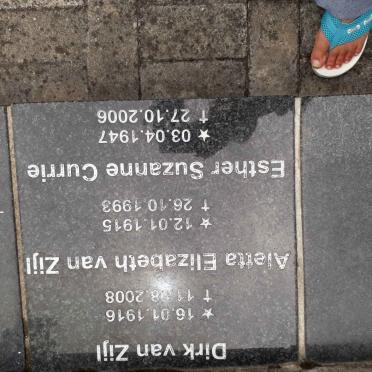 Dirk van Zijl
★ 16.01.1916
† 11.08.2008
Aletta Elizabeth van Zijl
★ 12.01.1915
† 26.10.1993
Esther Suzanne Currie
★ 03.04.1947
† 27.10.2006